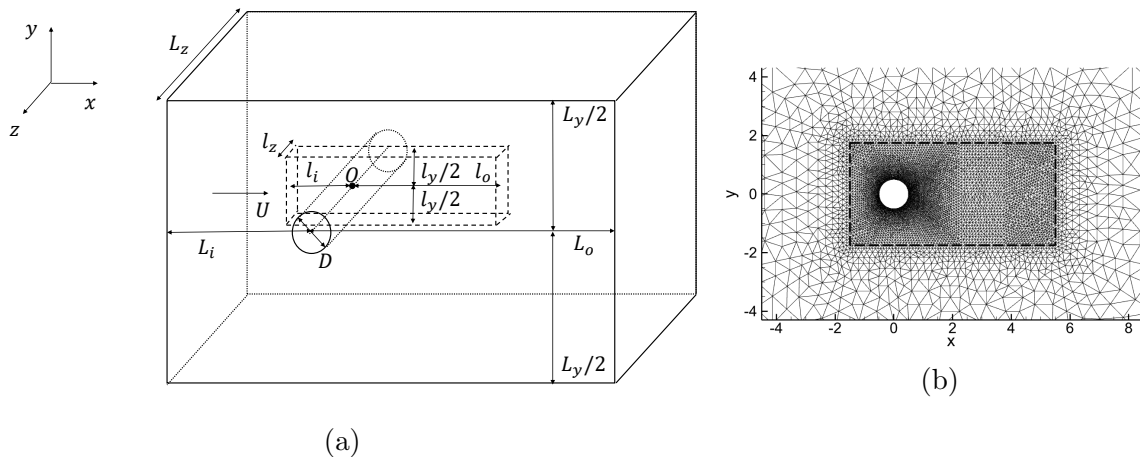 y
x
z
L_z
l_z
l_i
O
l_y/2
l_o
l_y/2
U
D
L_i
L_o
L_y/2
L_y/2
(a)
4
2
0
-2
-4
y
-4 -2 0 2 4 6 8
x
(b)